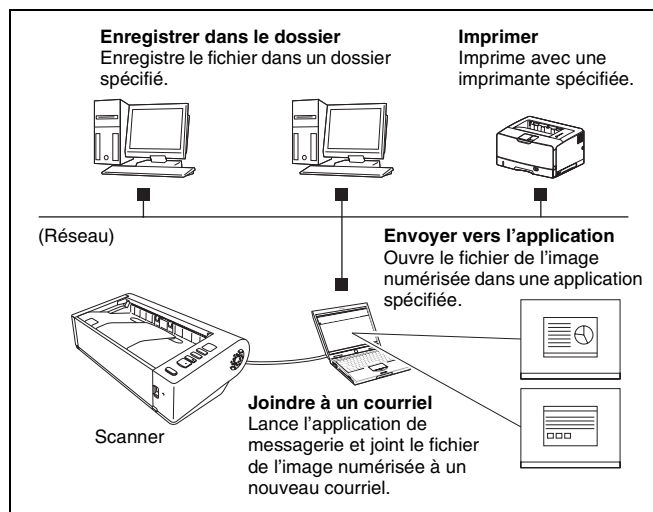 Enregistrer dans le dossier
Enregistre le fichier dans un dossier
spécifié.
Imprimer
Imprime avec une
imprimante spécifiée.
(Réseau)
Envoyer vers l’application
Ouvre le fichier de l’image
numérisée dans une application
spécifiée.
Scanner
Joindre à un courriel
Lance l’application de
messagerie et joint le fichier
de l’image numérisée à un
nouveau courriel.